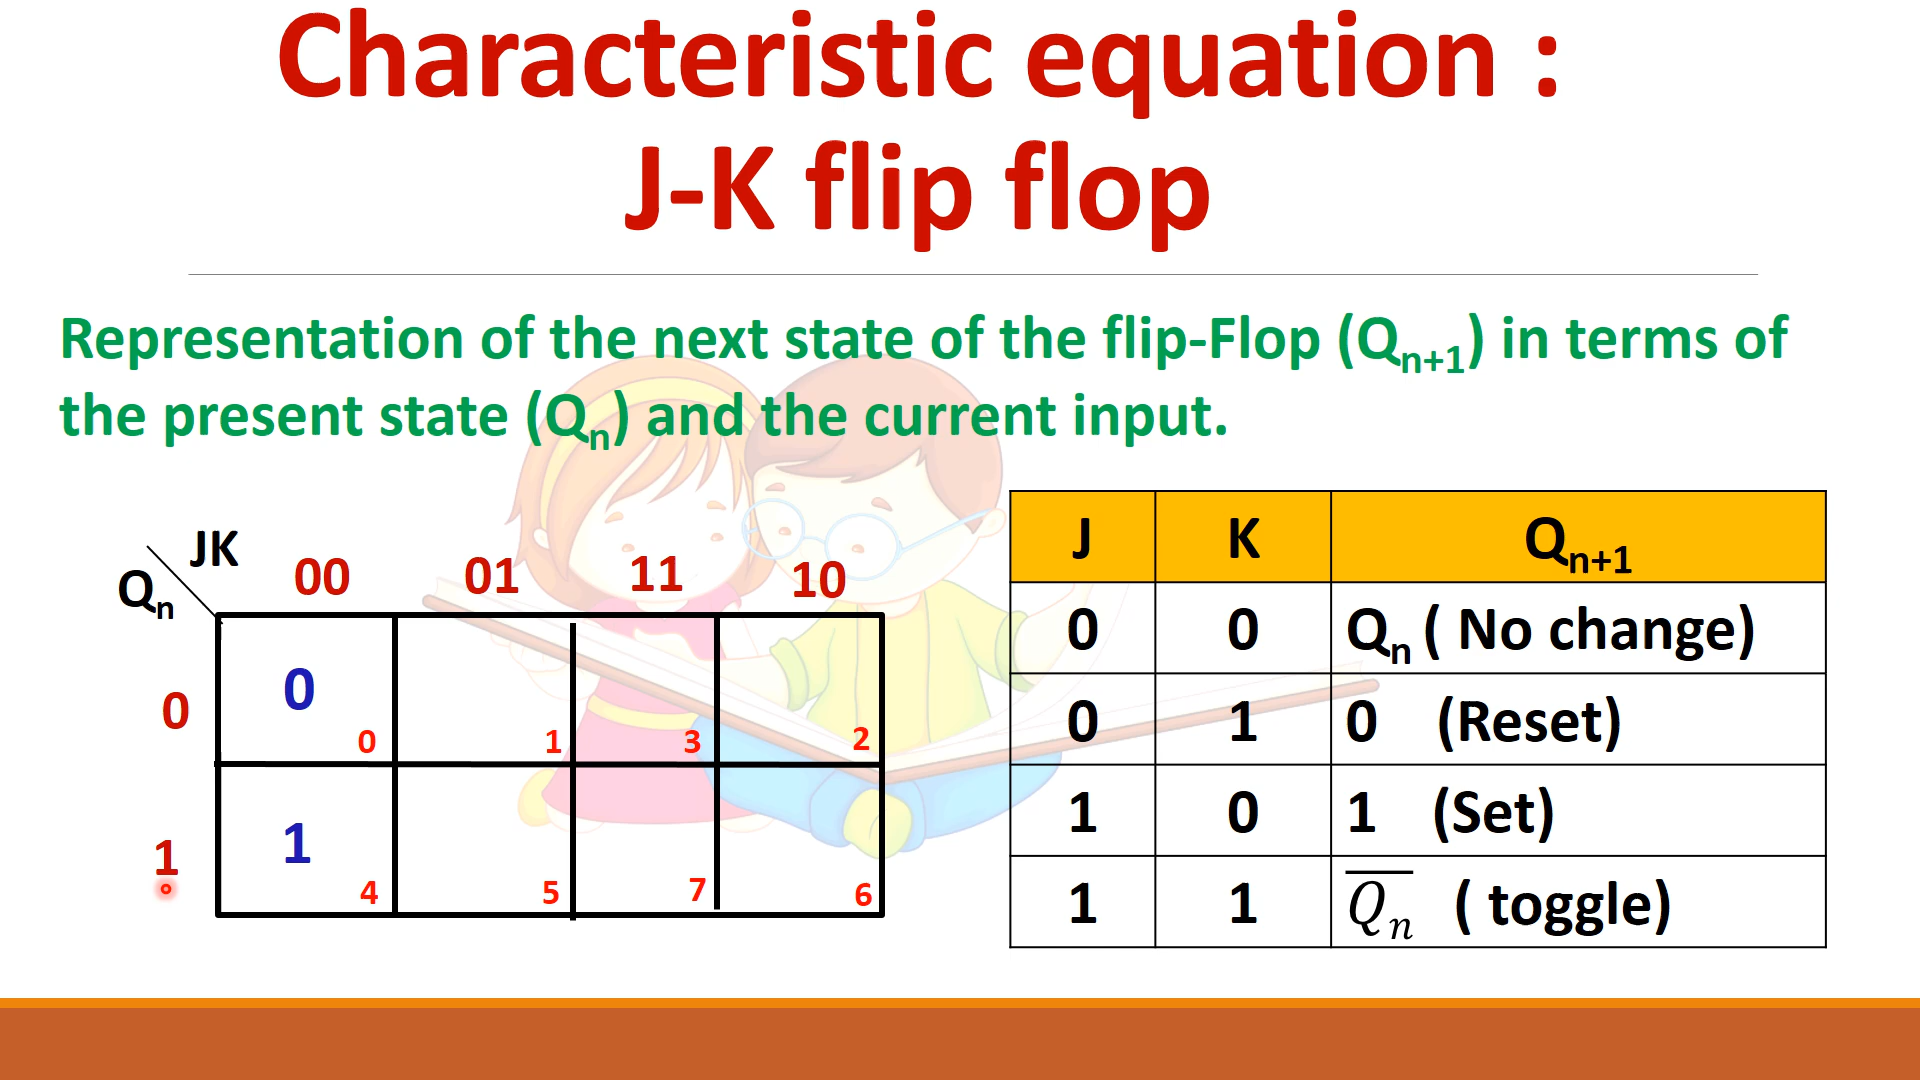 Characteristic equation :
J-K flip flop
Representation of the next state of the flip-Flop (Qn+1) in terms of
the present state (Qn) and the current input.
JK
Qn
00 01 11 10
0 0 0 1 3 2
1 1 4 5 7 6
J K Qn+1
0 0 Qn ( No change)
0 1 0 (Reset)
1 0 1 (Set)
1 1 Q̅n ( toggle)